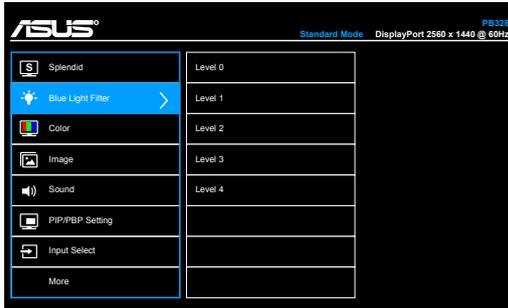 ASUS
PB328
Standard Mode DisplayPort 2560 x 1440 @ 60Hz
S Splendid
Level 0
Blue Light Filter
Level 1
Color
Level 2
Image
Level 3
Sound
Level 4
PIP/PBP Setting
Input Select
More